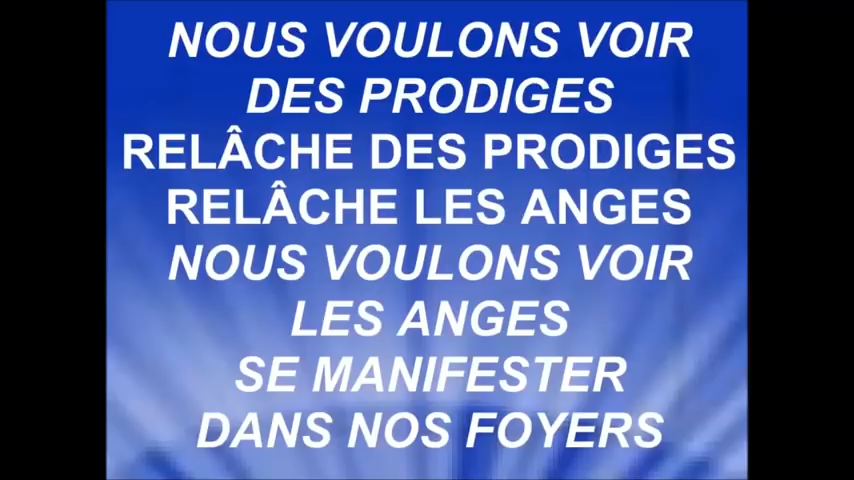 NOUS VOULONS VOIR
DES PRODIGES
RELÂCHE DES PRODIGES
RELÂCHE LES ANGES
NOUS VOULONS VOIR
LES ANGES
SE MANIFESTER
DANS NOS FOYERS